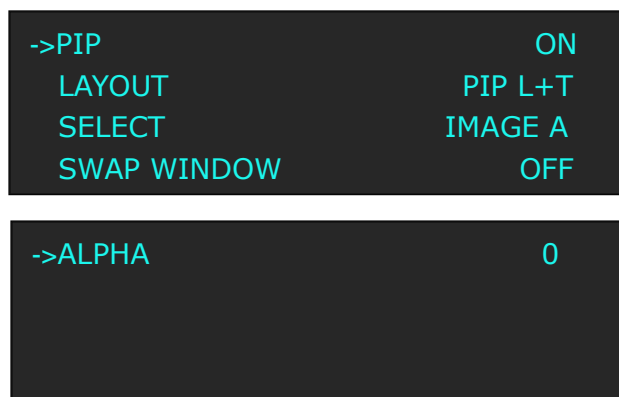 ->PIP ON
LAYOUT PIP L+T
SELECT IMAGE A
SWAP WINDOW OFF
->ALPHA 0